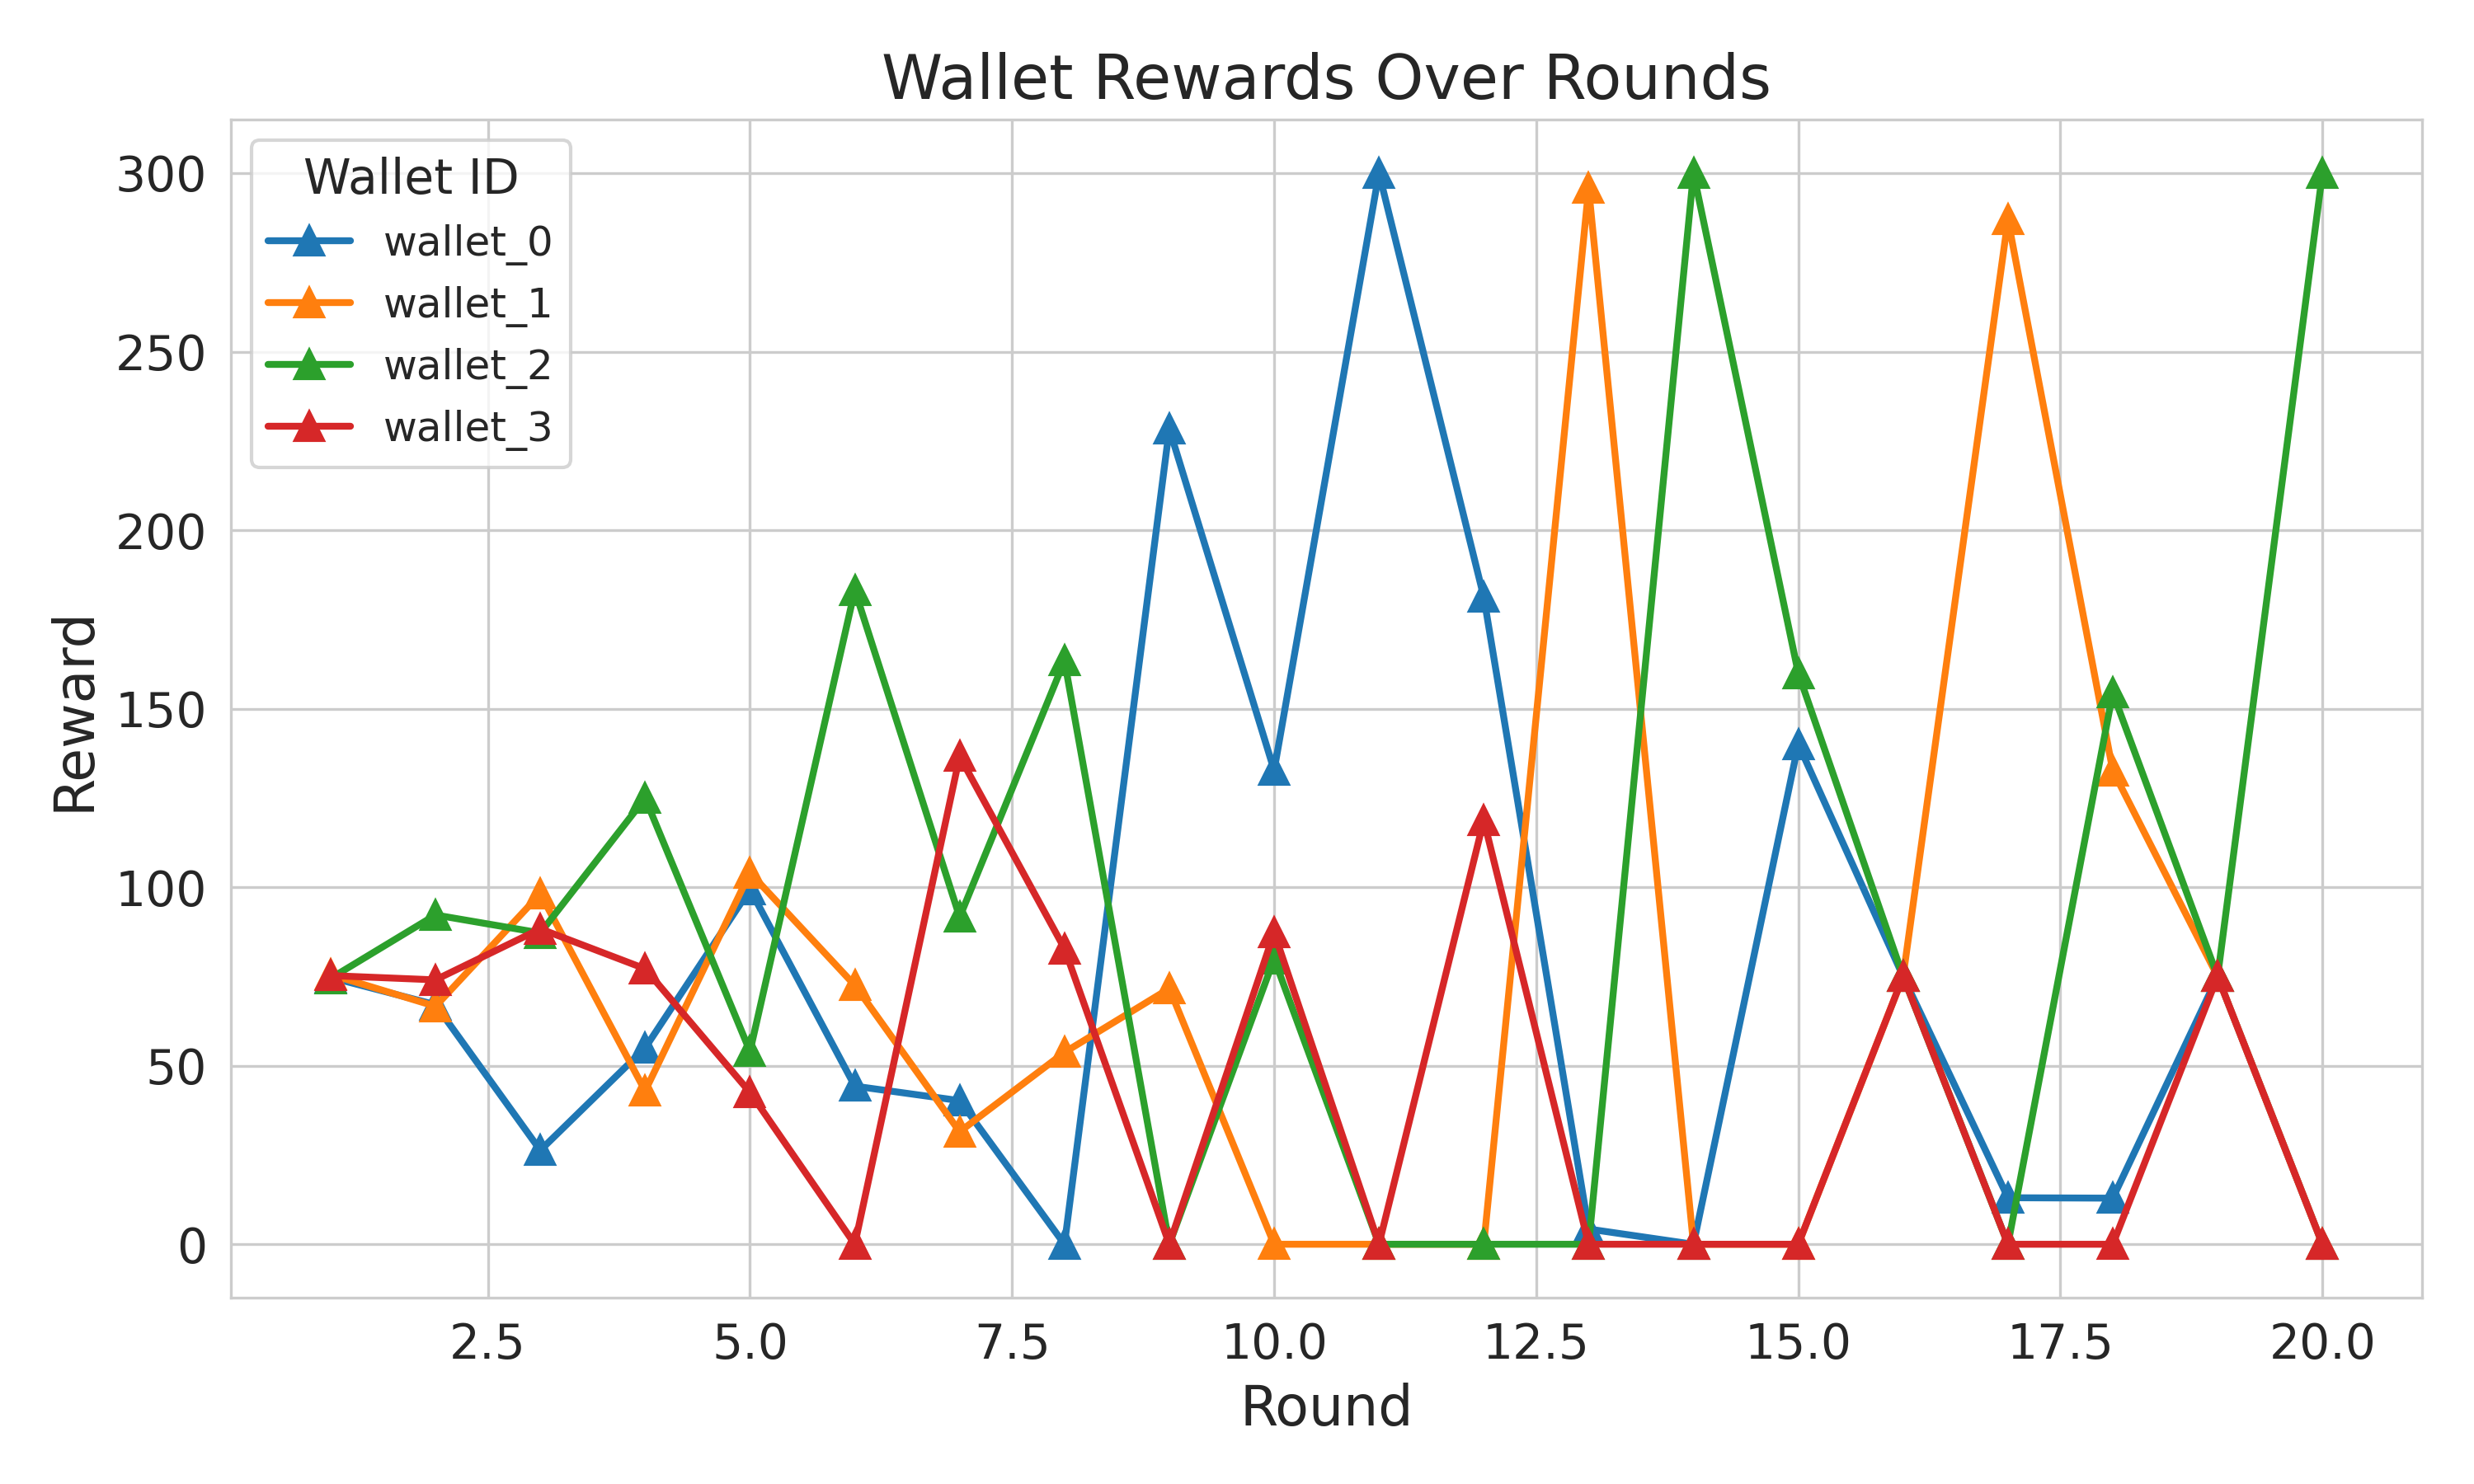 Wallet Rewards Over Rounds
Wallet ID
wallet_0
wallet_1
wallet_2
wallet_3
300
250
200
150
100
50
0
Reward
2.5 5.0 7.5 10.0 12.5 15.0 17.5 20.0
Round